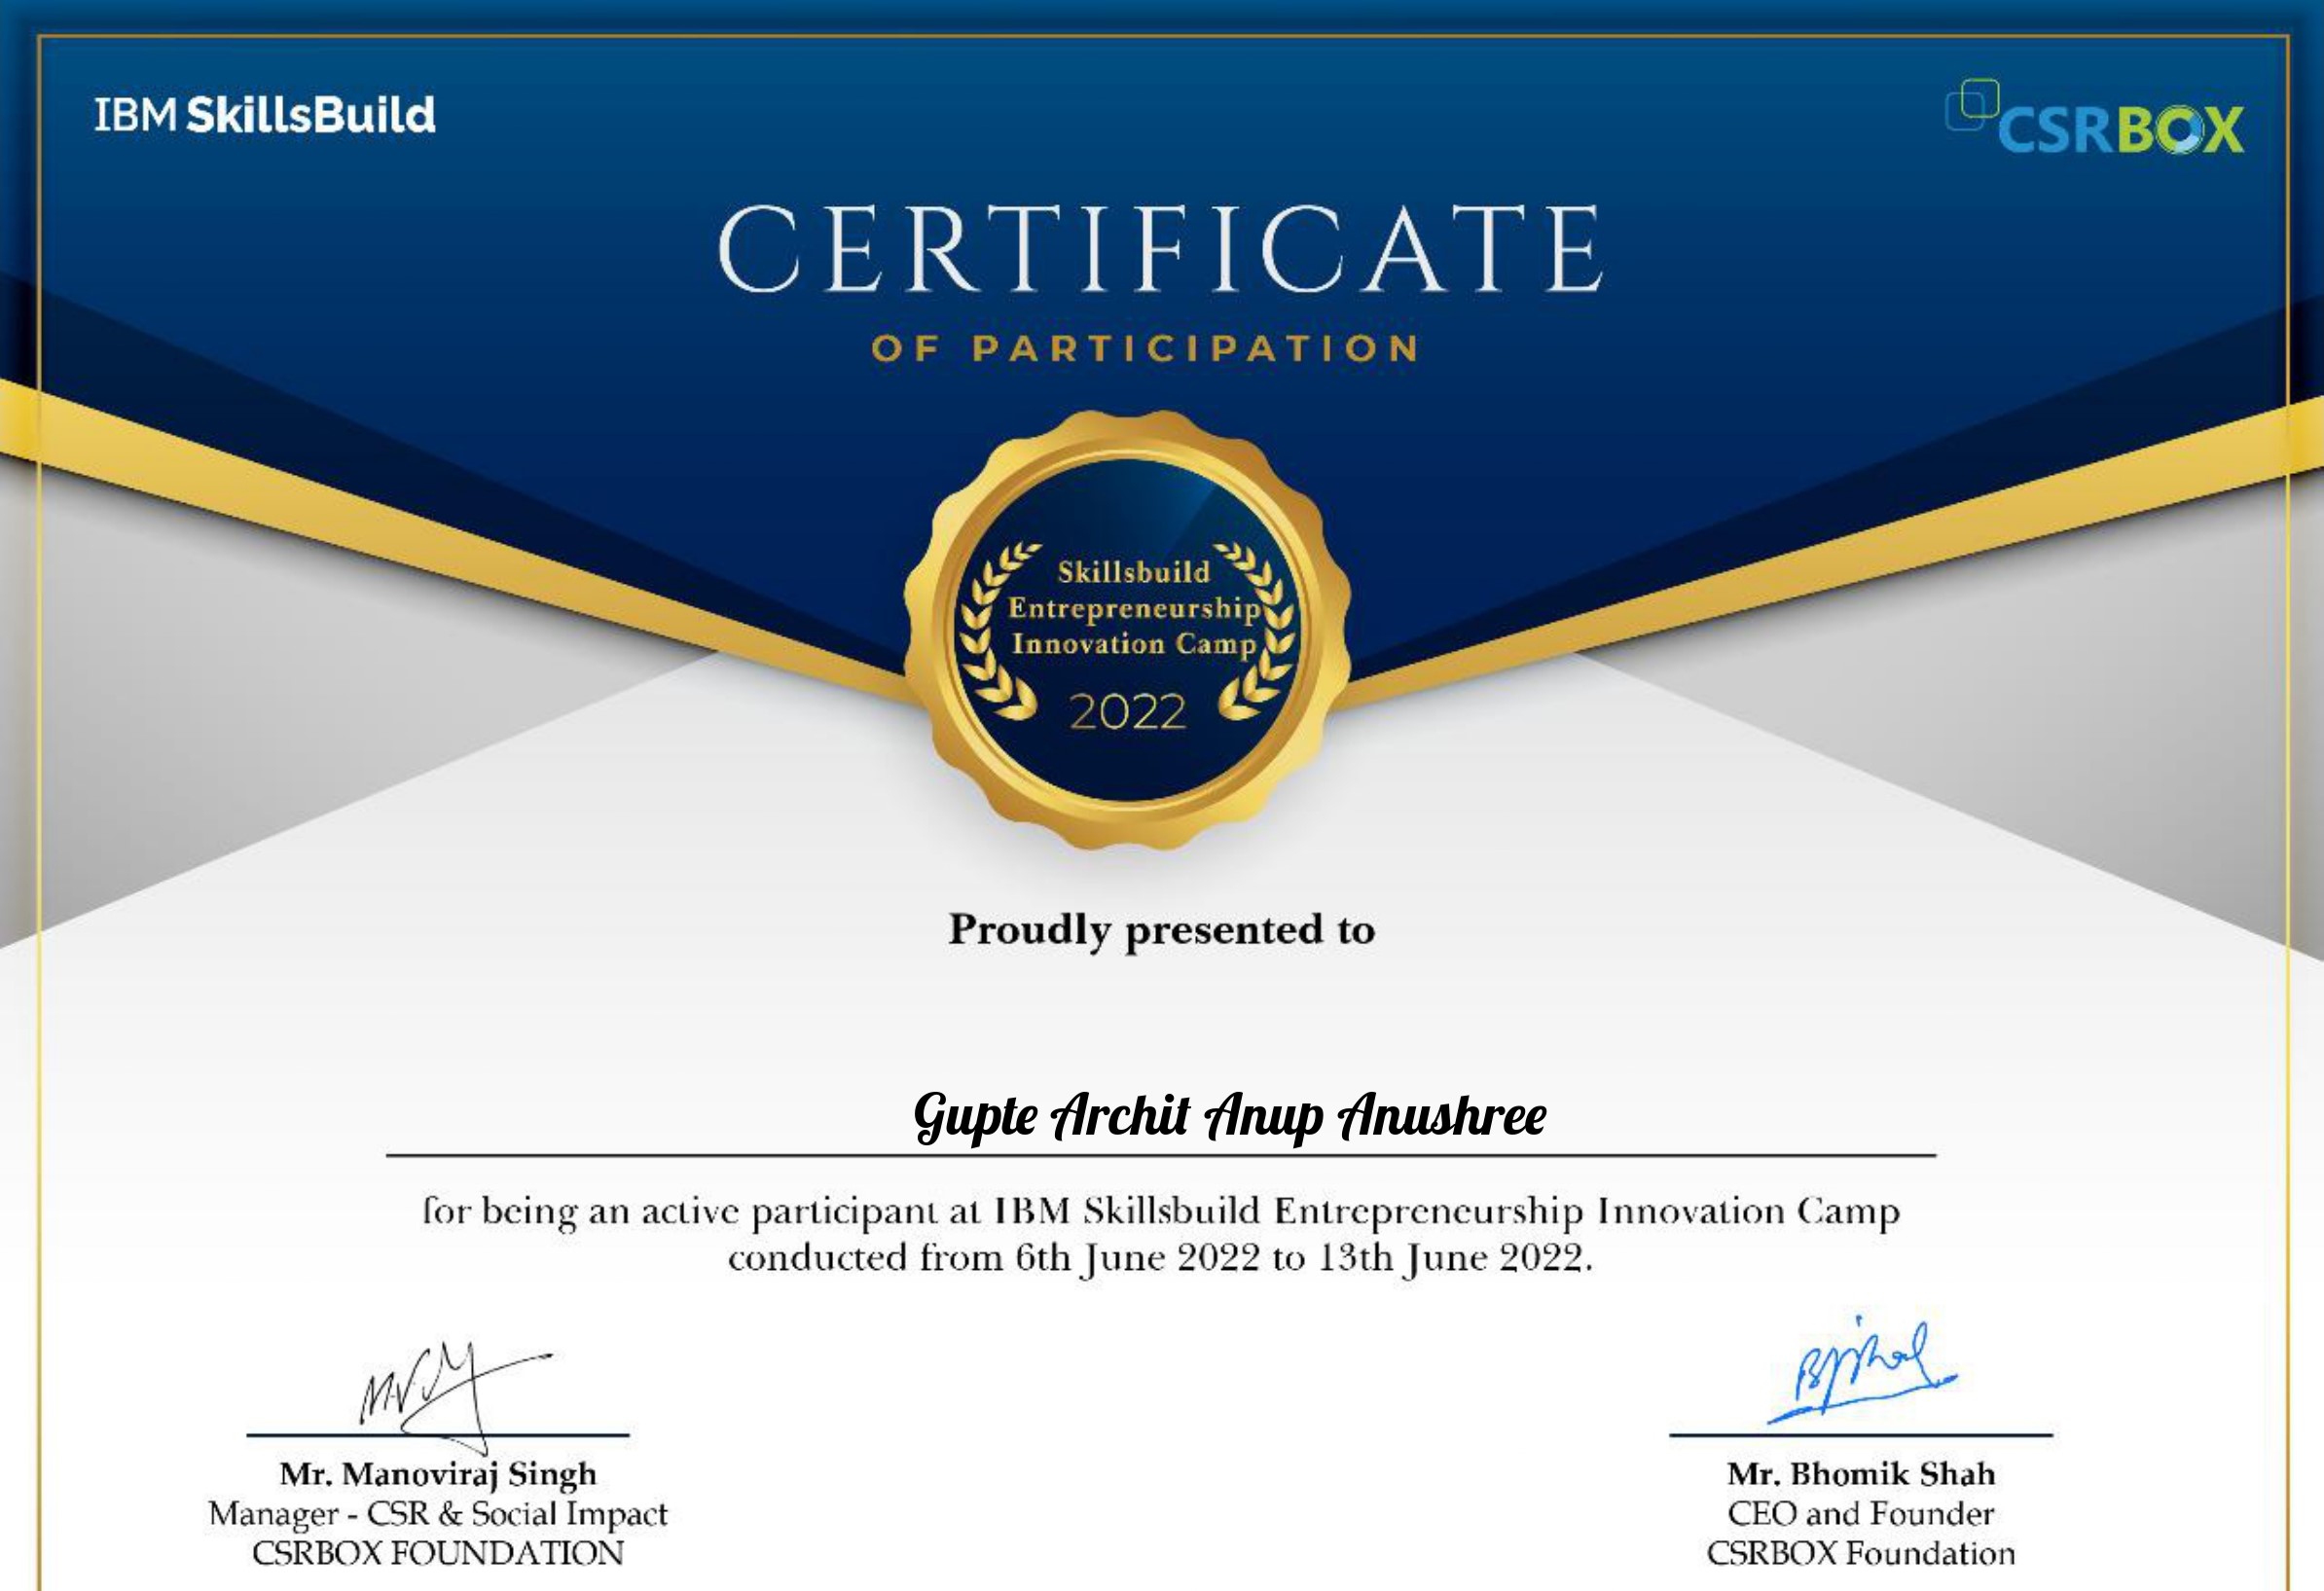 IBM SkillsBuild
CSRBOX
CERTIFICATE
OF PARTICIPATION
Skillsbuild
Entrepreneurship
Innovation Camp
2022
Proudly presented to
Gupte Archit Anup Anushree
for being an active participant at IBM Skillsbuild Entrepreneurship Innovation Camp
conducted from 6th June 2022 to 13th June 2022.
Mr. Manoviraj Singh
Manager - CSR & Social Impact
CSRBOX FOUNDATION
Mr. Bhomik Shah
CEO and Founder
CSRBOX Foundation